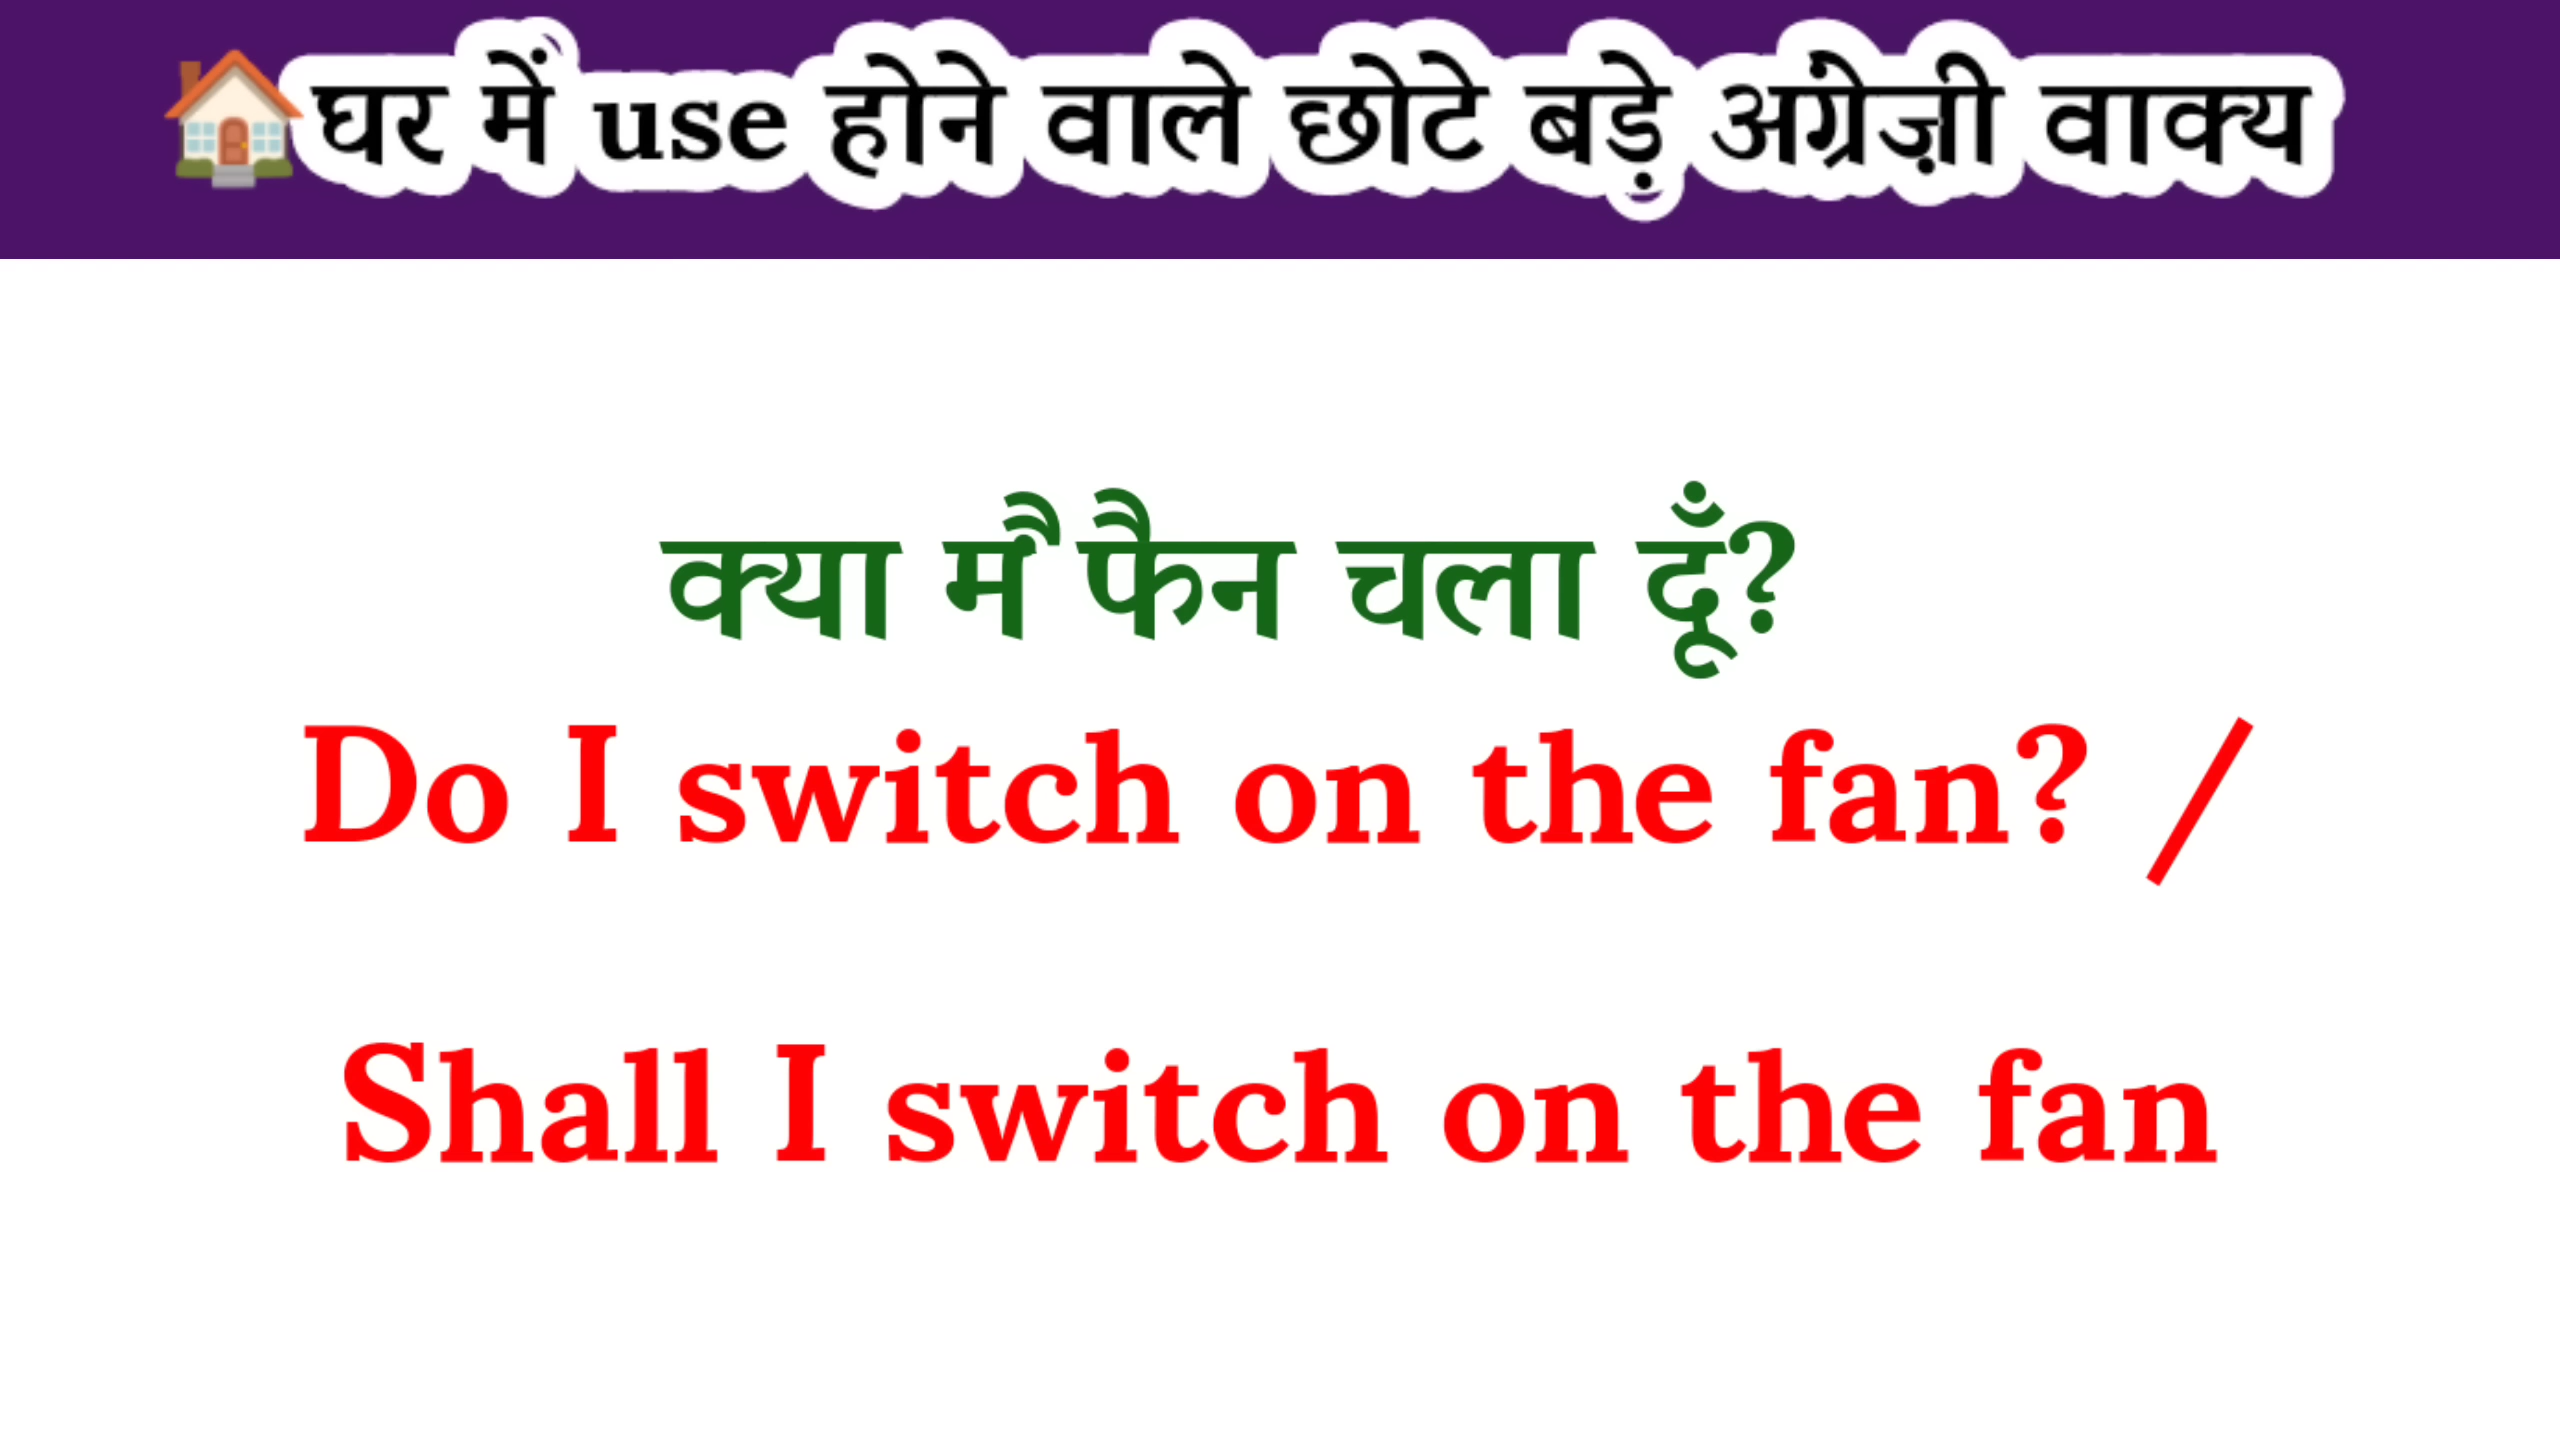 घर में use होने वाले छोटे बड़े अंग्रेज़ी वाक्य
क्या मैं फैन चला दूँ?
Do I switch on the fan? /
Shall I switch on the fan